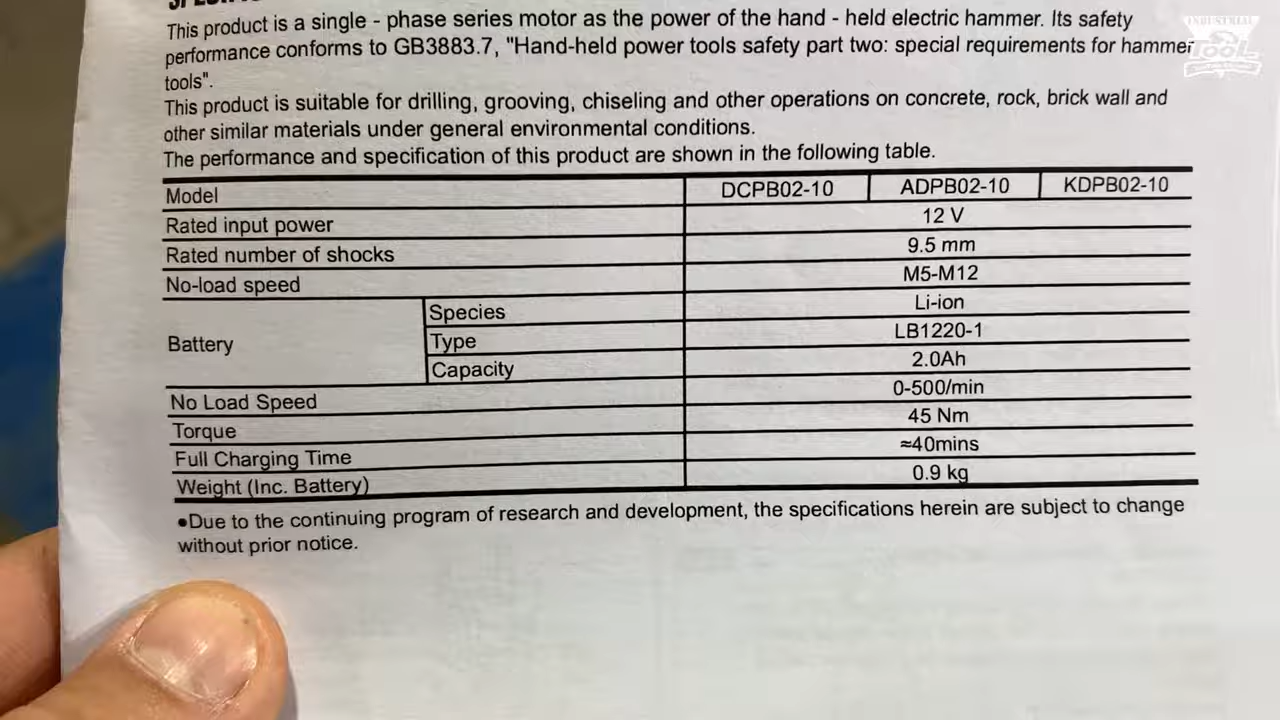 This product is a single - phase series motor as the power of the hand - held electric hammer. Its safety
performance conforms to GB3883.7, "Hand-held power tools safety part two: special requirements for hammer
tools".
This product is suitable for drilling, grooving, chiseling and other operations on concrete, rock, brick wall and
other similar materials under general environmental conditions.
The performance and specification of this product are shown in the following table.
Model DCPB02-10 ADPB02-10 KDPB02-10
Rated input power 12 V
Rated number of shocks 9.5 mm
No-load speed M5-M12
Battery Species Li-ion
Type LB1220-1
Capacity 2.0Ah
No Load Speed 0-500/min
Torque 45 Nm
Full Charging Time ≈40mins
Weight (Inc. Battery) 0.9 kg
●Due to the continuing program of research and development, the specifications herein are subject to change
without prior notice.
INDUSTRIAL
TOOL